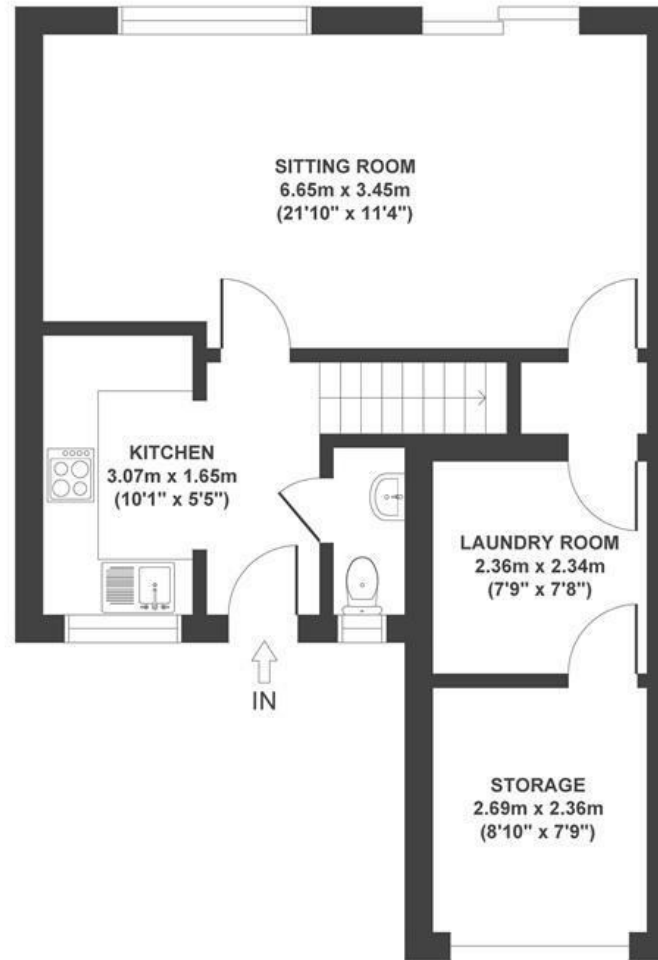 SITTING ROOM
6.65m x 3.45m
(21'10" x 11'4")
KITCHEN
3.07m x 1.65m
(10'1" x 5'5")
LAUNDRY ROOM
2.36m x 2.34m
(7'9" x 7'8")
IN
STORAGE
2.69m x 2.36m
(8'10" x 7'9")